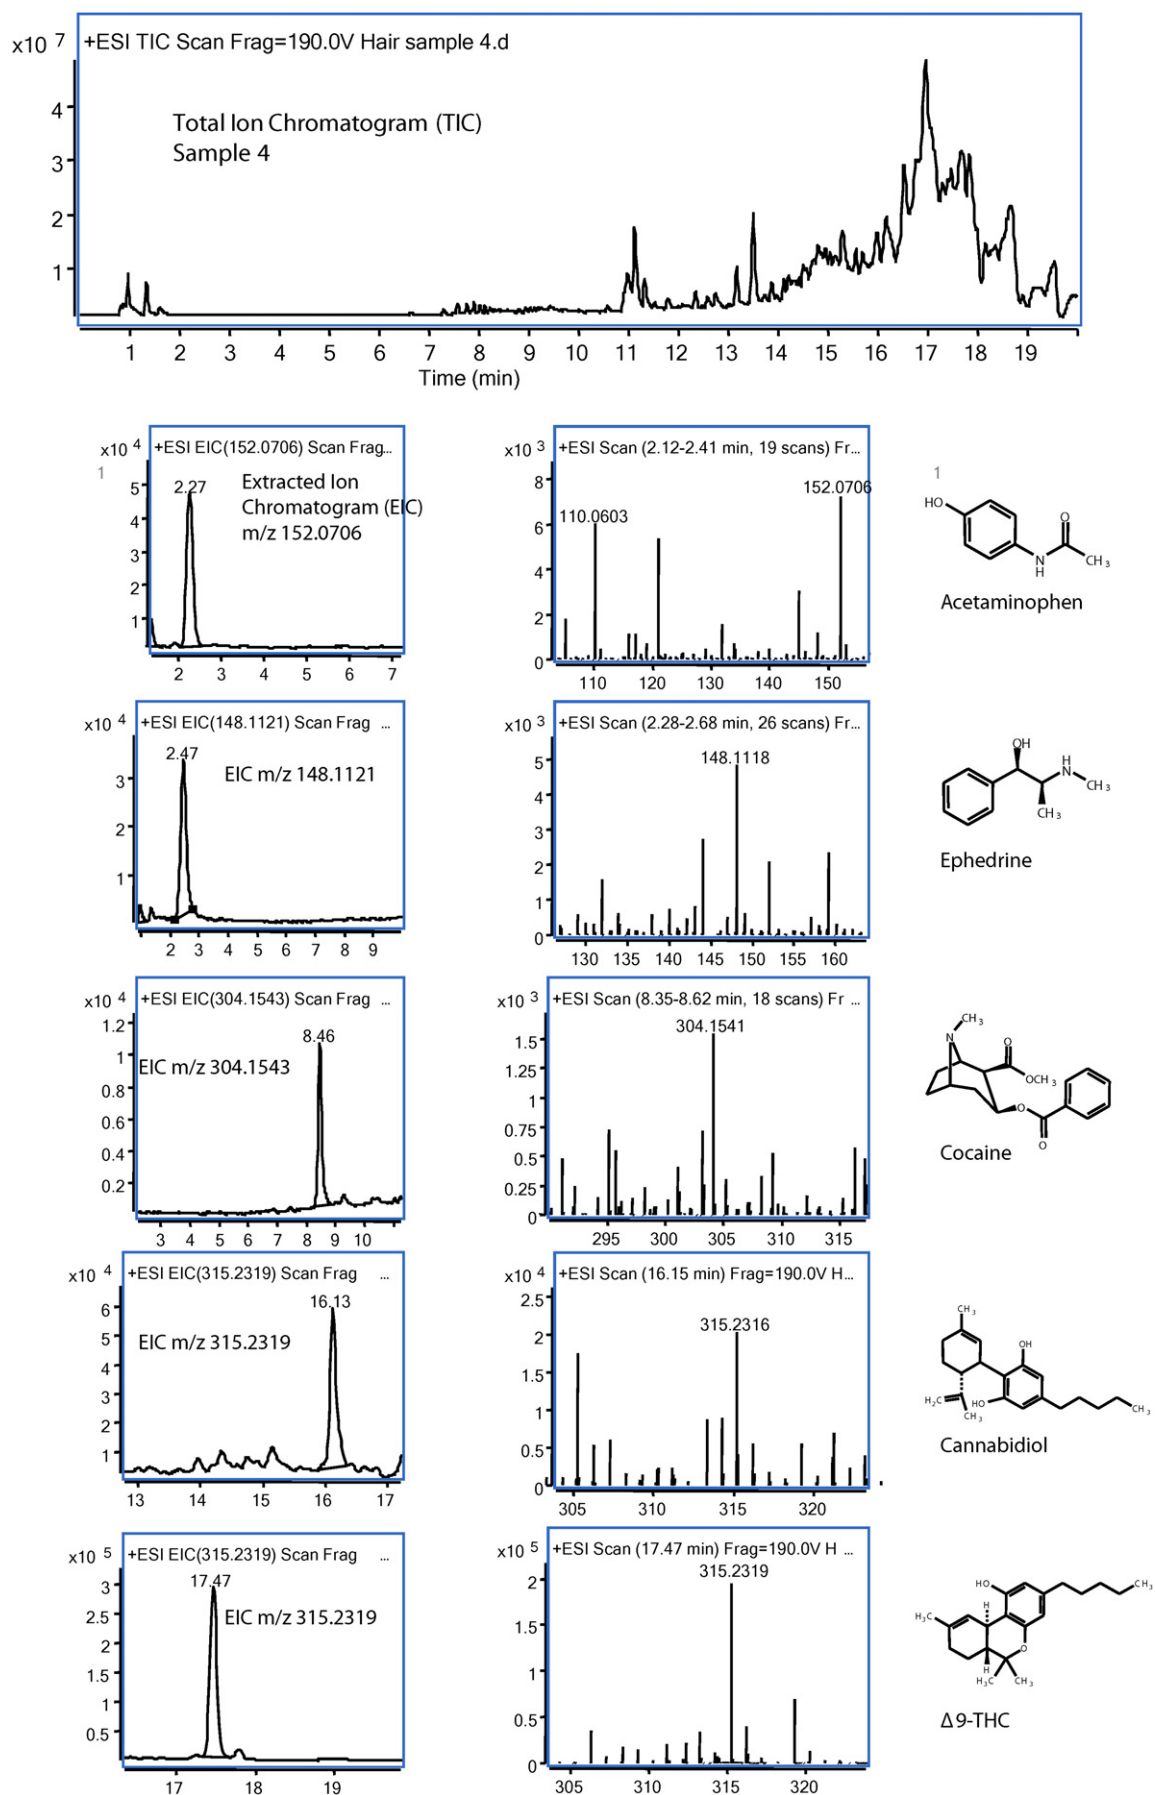 x10 7
+ESI TIC Scan Frag=190.0V Hair sample 4.d
Total Ion Chromatogram (TIC)
Sample 4
4
3
2
1
1 2 3 4 5 6 7 8 9 10 11 12 13 14 15 16 17 18 19
Time (min)
x10 4
1
+ESI EIC(152.0706) Scan Frag...
Extracted Ion
Chromatogram (EIC)
m/z 152.0706
2.27
5
4
3
2
1
2 3 4 5 6 7
x10 3
+ESI Scan (2.12-2.41 min, 19 scans) Fr...
152.0706
110.0603
8
6
4
2
0
110 120 130 140 150
1
HO
O
N
H
CH3
Acetaminophen
x10 4
+ESI EIC(148.1121) Scan Frag ...
2.47
EIC m/z 148.1121
3
2
1
2 3 4 5 6 7 8 9
x10 3
+ESI Scan (2.28-2.68 min, 26 scans) Fr...
148.1118
5
4
3
2
1
0
130 135 140 145 150 155 160
OH
H
N
CH3
CH3
Ephedrine
x10 4
+ESI EIC(304.1543) Scan Frag ...
8.46
EIC m/z 304.1543
1.2
1
0.8
0.6
0.4
0.2
3 4 5 6 7 8 9 10
x10 3
+ESI Scan (8.35-8.62 min, 18 scans) Fr ...
304.1541
1.5
1.25
1
0.75
0.5
0.25
0
295 300 305 310 315
CH3
N
O
OCH3
O
O
Cocaine
x10 4
+ESI EIC(315.2319) Scan Frag ...
16.13
EIC m/z 315.2319
6
5
4
3
2
1
13 14 15 16 17
x10 4
+ESI Scan (16.15 min) Frag=190.0V H...
315.2316
2.5
2
1.5
1
0.5
0
305 310 315 320
CH3
OH
H2C
HO
CH3
CH3
Cannabidiol
x10 5
+ESI EIC(315.2319) Scan Frag ...
17.47
EIC m/z 315.2319
3
2.5
2
1.5
1
0.5
17 18 19
x10 5
+ESI Scan (17.47 min) Frag=190.0V H ...
315.2319
2
1.5
1
0.5
0
305 310 315 320
HO
CH3
H
H3C
O
H
H3C
CH3
Δ9-THC